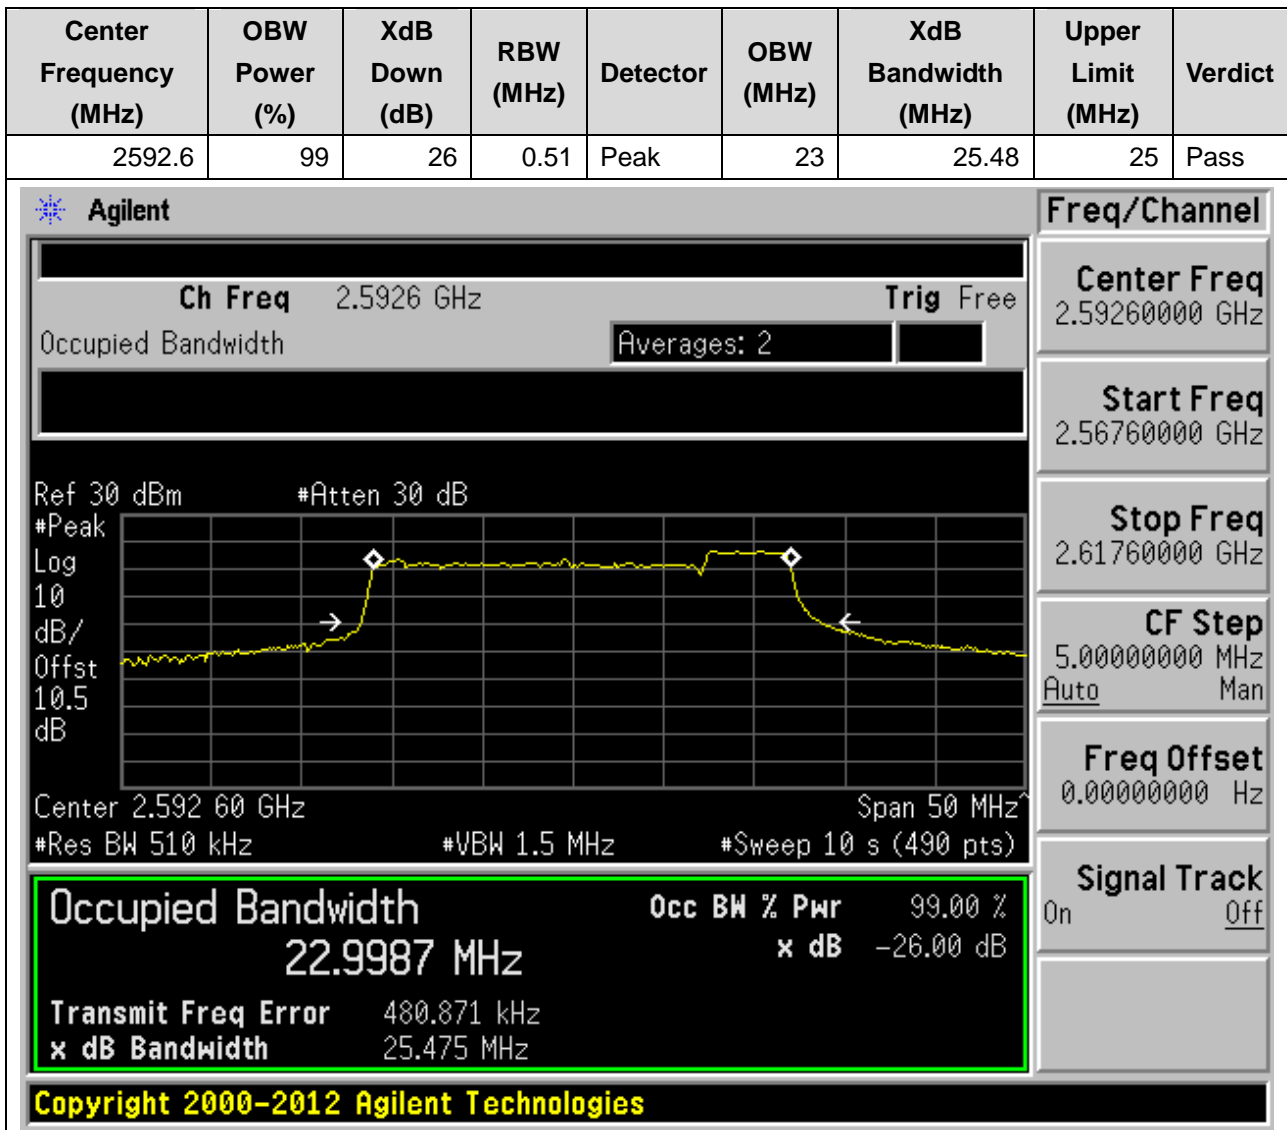 Center Frequency (MHz) OBW Power (%) XdB Down (dB) RBW (MHz) Detector OBW (MHz) XdB Bandwidth (MHz) Upper Limit (MHz) Verdict
2592.6 99 26 0.51 Peak 23 25.48 25 Pass
Agilent
Freq/Channel
Ch Freq 2.5926 GHz Trig Free
Occupied Bandwidth Averages: 2
Center Freq
2.59260000 GHz
Start Freq
2.56760000 GHz
Stop Freq
2.61760000 GHz
CF Step
5.00000000 MHz
Auto Man
Freq Offset
0.00000000 Hz
Signal Track
On Off
Ref 30 dBm #Atten 30 dB
#Peak
Log
10
dB/
Offst
10.5
dB
Center 2.592 60 GHz Span 50 MHz^
#Res BW 510 kHz #VBW 1.5 MHz #Sweep 10 s (490 pts)
Occupied Bandwidth Occ BW % Pwr 99.00 %
22.9987 MHz x dB -26.00 dB
Transmit Freq Error 480.871 kHz
x dB Bandwidth 25.475 MHz
Copyright 2000-2012 Agilent Technologies